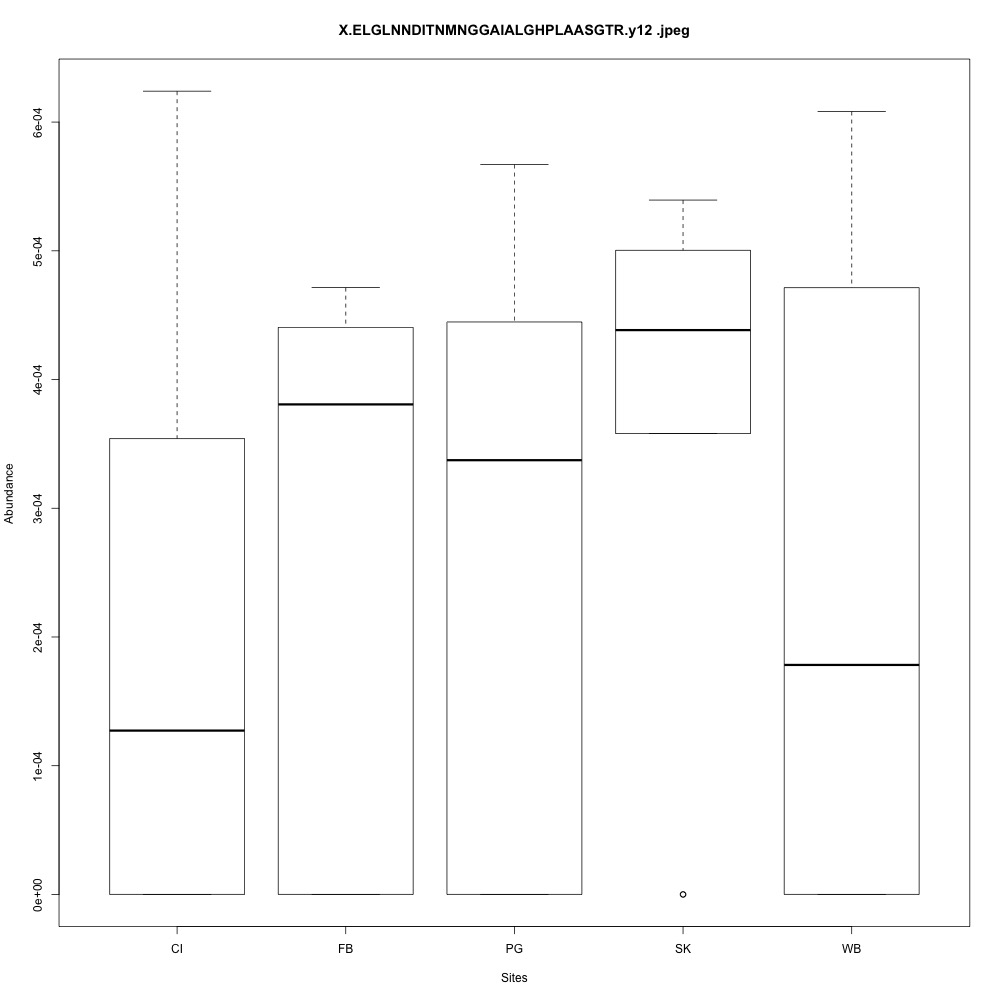 X.ELGLNNDITNMNGGAIALGHPLAASGTR.y12 .jpeg
6e-04
5e-04
4e-04
3e-04
2e-04
1e-04
0e+00
Abundance
CI FB PG SK WB
Sites